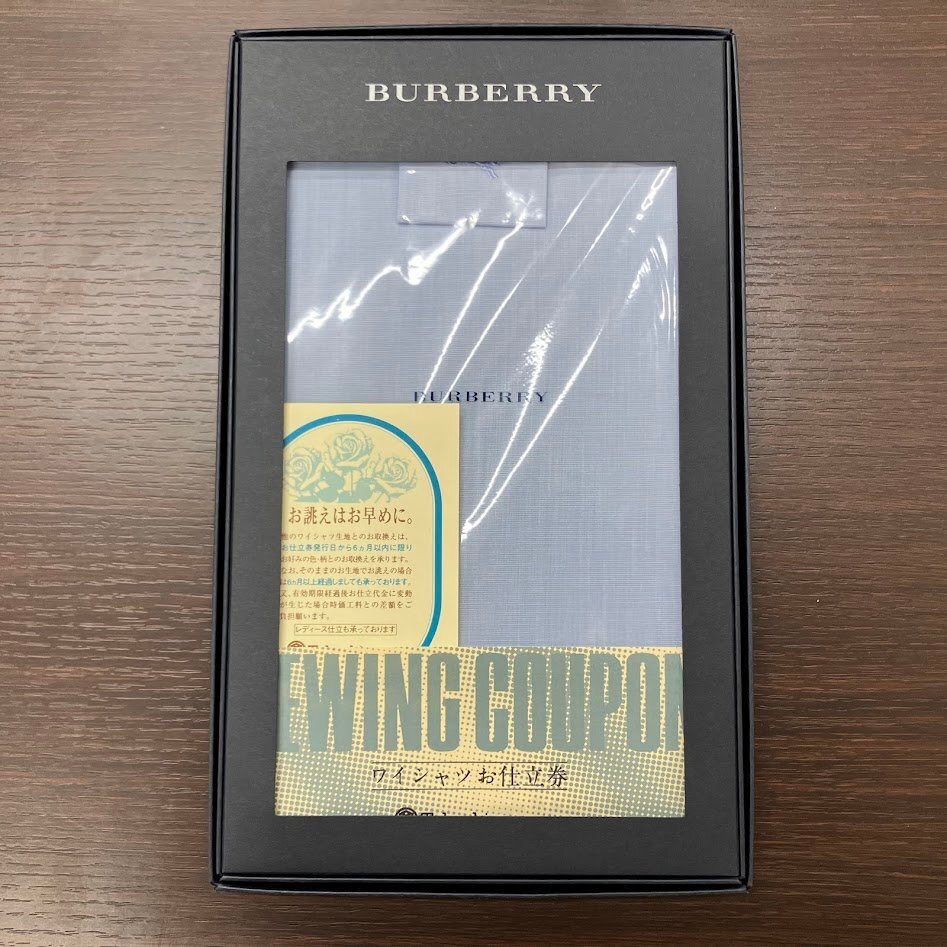 BURBERRY
BURBERRY
お誂えはお早めに。
他のワイシャツ生地とのお取換えは、
お仕立券発行日から6ヵ月以内に限り
お好みの色・柄とのお取換えを承ります。
なお、そのままのお生地でお誂えの場合
は6ヵ月以上経過しましても承っております。
又、有効期限経過後お仕立代金に変動
が生じた場合時価工料との差額をご
負担願います。
レディース仕立も承っております
EWING COUPON
ワイシャツお仕立券